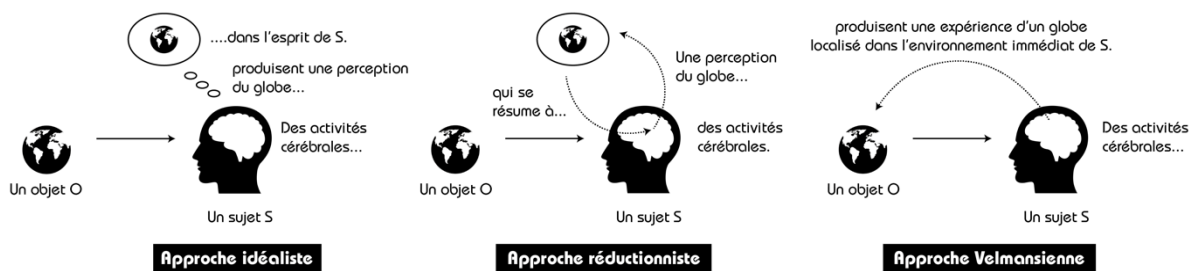 ....dans l'esprit de S.
produisent une perception
du globe...
Des activités
cérébrales...
Un objet O
Un sujet S
Approche idéaliste
Une perception
du globe...
qui se
résume à...
des activités
cérébrales.
Un objet O
Un sujet S
Approche réductionniste
produisent une expérience d'un globe
localisé dans l'environnement immédiat de S.
Des activités
cérébrales...
Un objet O
Un sujet S
Approche Velmansienne